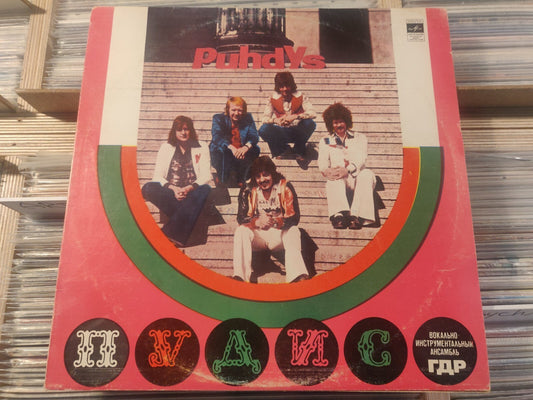 PuhdYs
ПУДИС
ВОКАЛЬНО-
ИНСТРУМЕНТАЛЬНЫЙ
АНСАМБЛЬ
ГДР